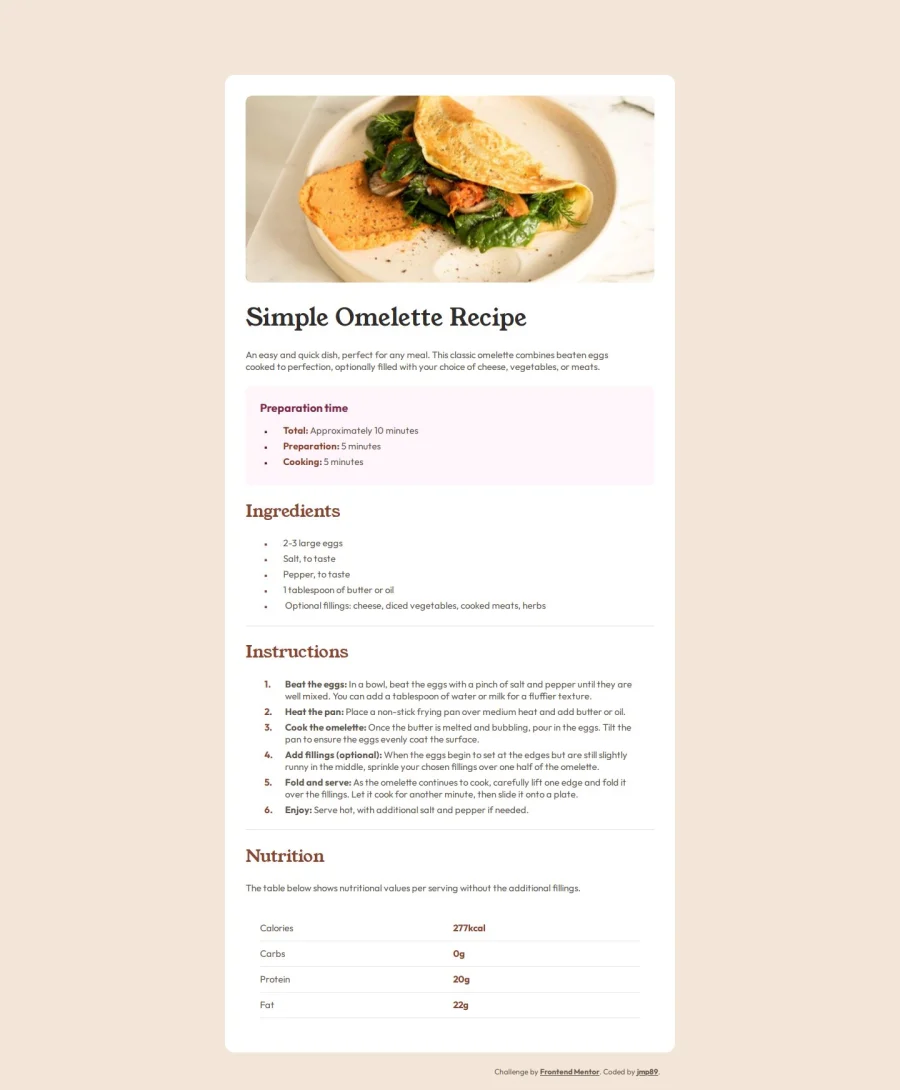 Simple Omelette Recipe
An easy and quick dish, perfect for any meal. This classic omelette combines beaten eggs
cooked to perfection, optionally filled with your choice of cheese, vegetables, or meats.
Preparation time
• Total: Approximately 10 minutes
• Preparation: 5 minutes
• Cooking: 5 minutes
Ingredients
• 2-3 large eggs
• Salt, to taste
• Pepper, to taste
• 1 tablespoon of butter or oil
• Optional fillings: cheese, diced vegetables, cooked meats, herbs
Instructions
1. Beat the eggs: In a bowl, beat the eggs with a pinch of salt and pepper until they are
well mixed. You can add a tablespoon of water or milk for a fluffier texture.
2. Heat the pan: Place a non-stick frying pan over medium heat and add butter or oil.
3. Cook the omelette: Once the butter is melted and bubbling, pour in the eggs. Tilt the
pan to ensure the eggs evenly coat the surface.
4. Add fillings (optional): When the eggs begin to set at the edges but are still slightly
runny in the middle, sprinkle your chosen fillings over one half of the omelette.
5. Fold and serve: As the omelette continues to cook, carefully lift one edge and fold it
over the fillings. Let it cook for another minute, then slide it onto a plate.
6. Enjoy: Serve hot, with additional salt and pepper if needed.
Nutrition
The table below shows nutritional values per serving without the additional fillings.
Calories 277kcal
Carbs 0g
Protein 20g
Fat 22g
Challenge by Frontend Mentor. Coded by jmp89.